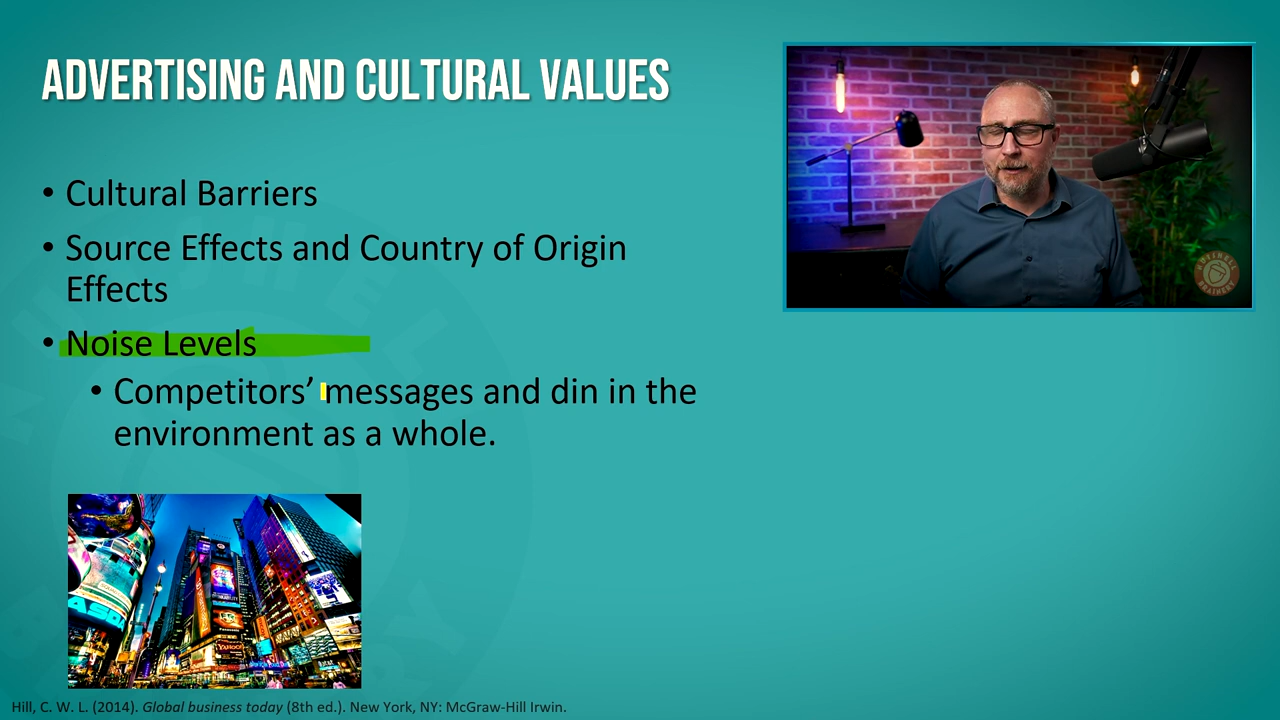 ADVERTISING AND CULTURAL VALUES
• Cultural Barriers
• Source Effects and Country of Origin
Effects
• Noise Levels
• Competitors’ messages and din in the
environment as a whole.
YAHOO!
Hill, C. W. L. (2014). Global business today (8th ed.). New York, NY: McGraw-Hill Irwin.